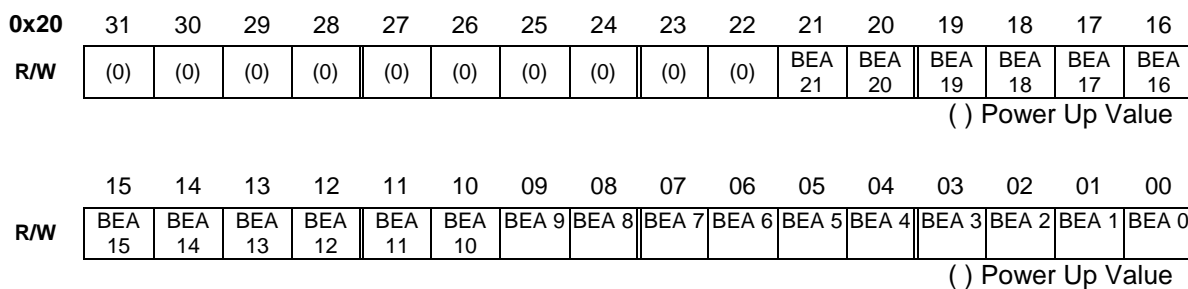 0x20 31 30 29 28 27 26 25 24 23 22 21 20 19 18 17 16
R/W (0) (0) (0) (0) (0) (0) (0) (0) (0) (0) BEA 21 BEA 20 BEA 19 BEA 18 BEA 17 BEA 16
( ) Power Up Value
15 14 13 12 11 10 09 08 07 06 05 04 03 02 01 00
R/W BEA 15 BEA 14 BEA 13 BEA 12 BEA 11 BEA 10 BEA 9 BEA 8 BEA 7 BEA 6 BEA 5 BEA 4 BEA 3 BEA 2 BEA 1 BEA 0
( ) Power Up Value